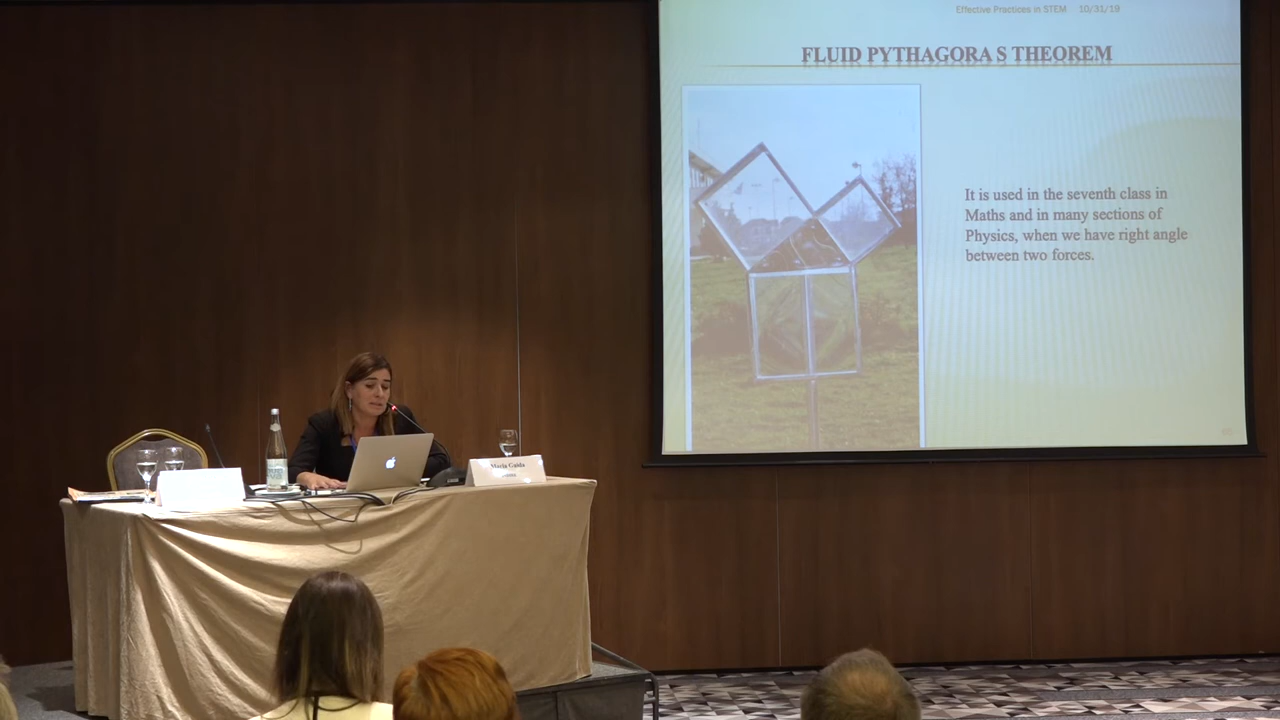 Effective Practices in STEM 10/31/19
FLUID PYTHAGORA S THEOREM
It is used in the seventh class in
Maths and in many sections of
Physics, when we have right angle
between two forces.